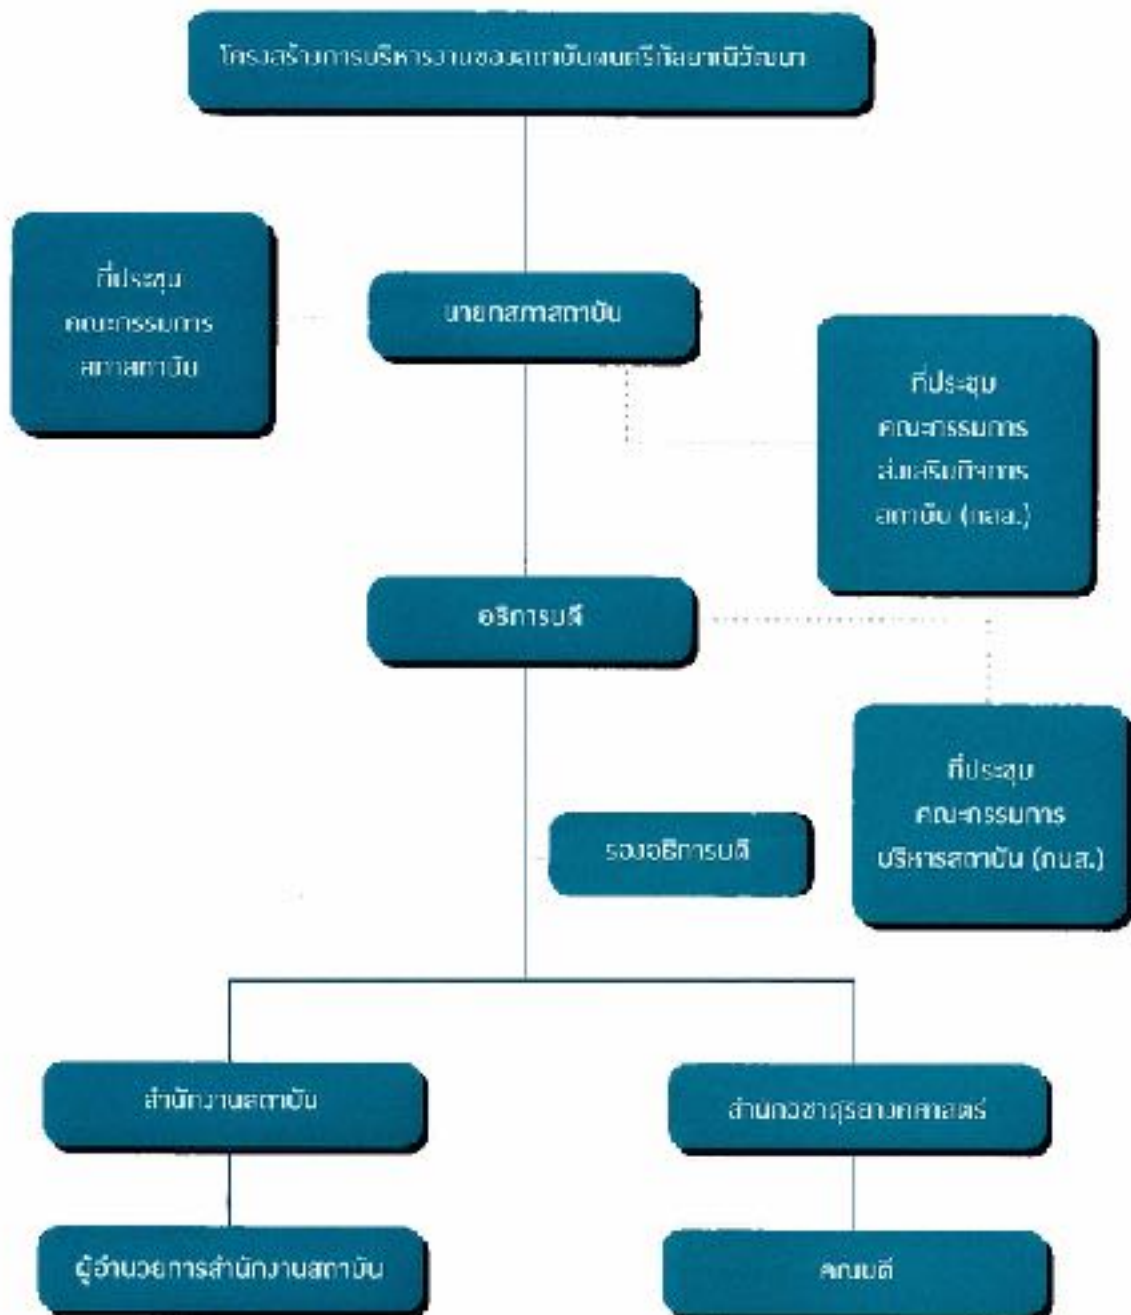 โครงสร้างการบริหารงานของสถาบันดนตรีกัลยาณิวัฒนา
ที่ประชุม
คณะกรรมการ
สภาสถาบัน
นายกสภาสถาบัน
ที่ประชุม
คณะกรรมการ
ส่งเสริมกิจการ
สถาบัน (กสส.)
อธิการบดี
ที่ประชุม
คณะกรรมการ
บริหารสถาบัน (กบส.)
รองอธิการบดี
สำนักงานสถาบัน
สำนักวิชาดุริยางคศาสตร์
ผู้อำนวยการสำนักงานสถาบัน
คณบดี